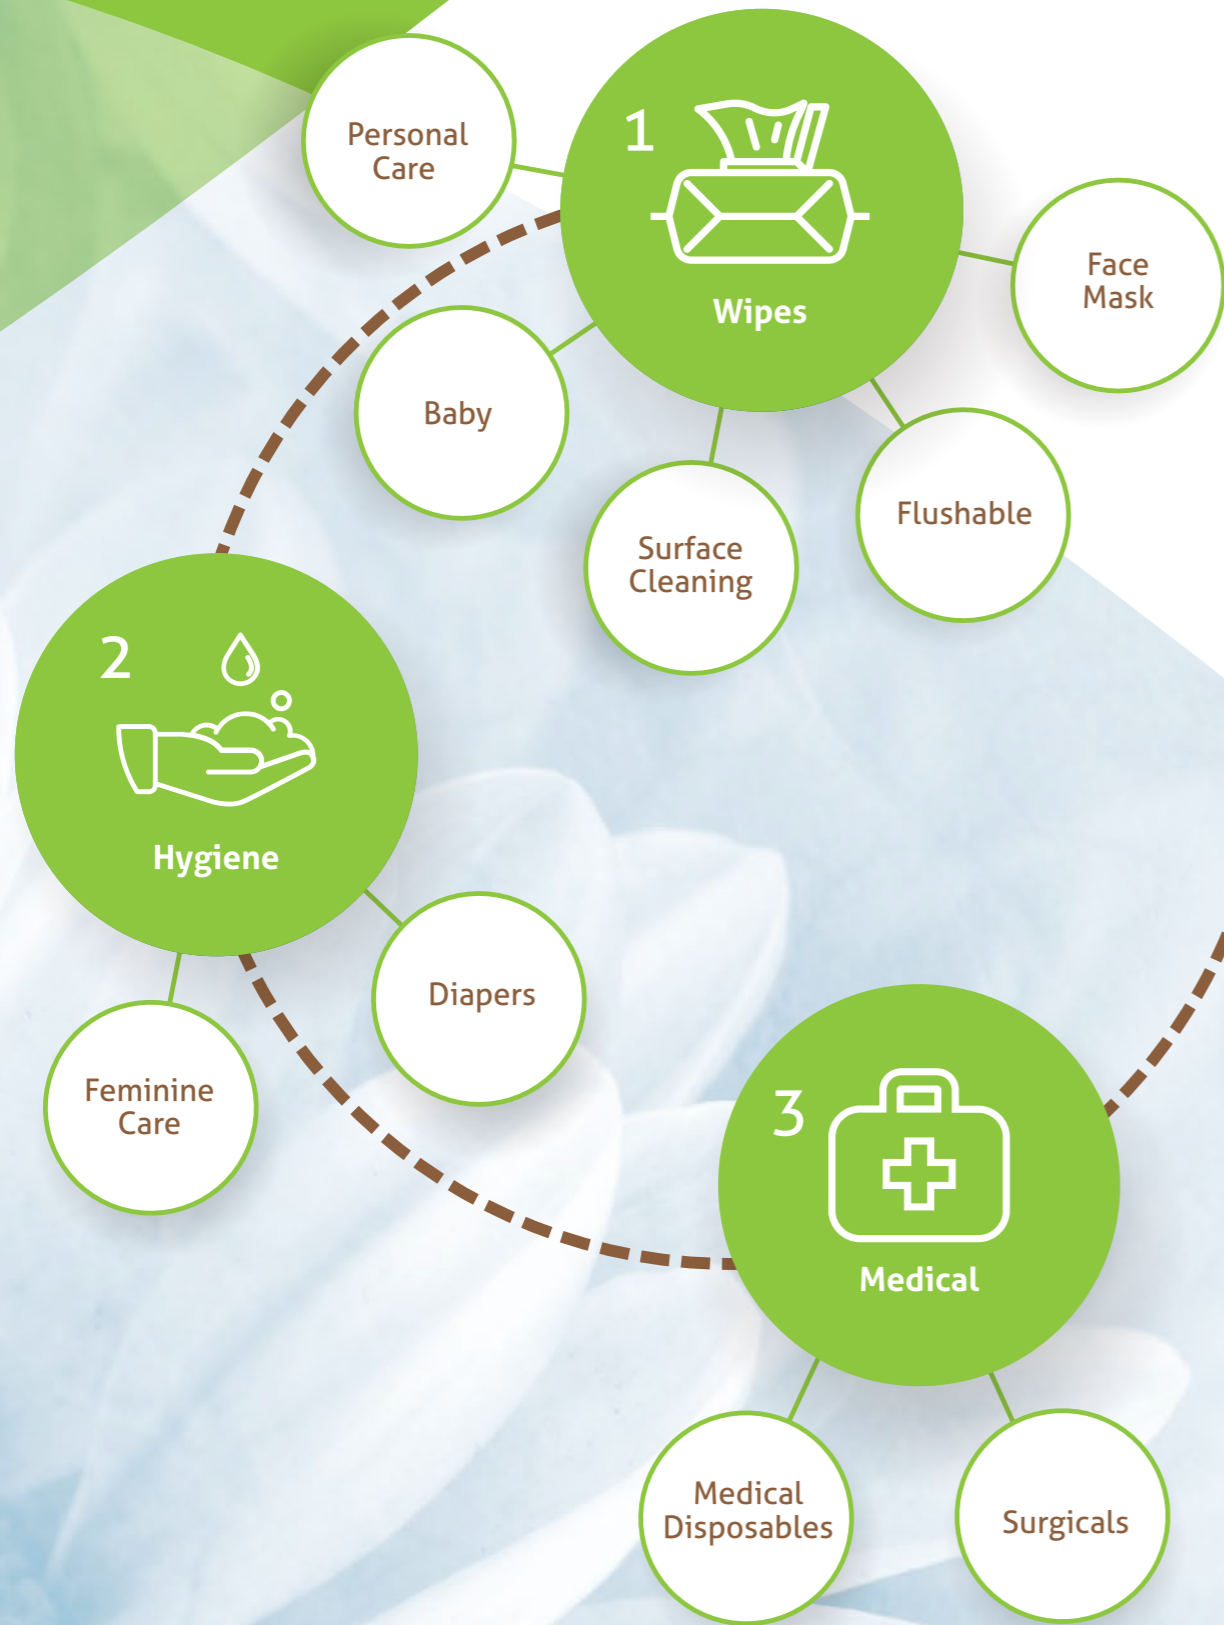 1
Wipes
Personal
Care
Baby
Surface
Cleaning
Flushable
Face
Mask
2
Hygiene
Feminine
Care
Diapers
3
Medical
Medical
Disposables
Surgicals